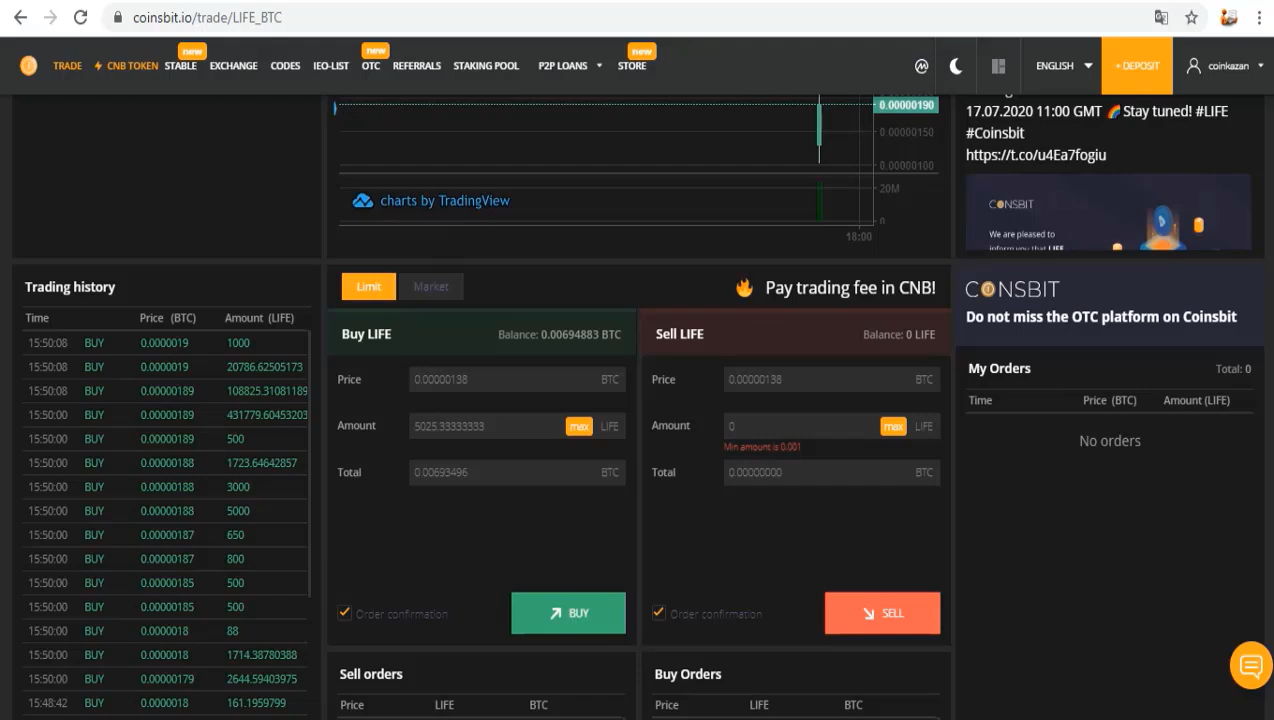 coinsbit.io/trade/LIFE_BTC
new
new
new
TRADE
CNB TOKEN
STABLE
EXCHANGE
CODES
IEO-LIST
OTC
REFERRALS
STAKING POOL
P2P LOANS
STORE
ENGLISH
+ DEPOSIT
coinkazan
0.00000190
0.00000150
0.00000100
20M
0
18:00
charts by TradingView
17.07.2020 11:00 GMT 🌈Stay tuned! #LIFE
#Coinsbit
https://t.co/u4Ea7fogiu
CONSBIT
We are pleased to
inform you that LIFE
Trading history
Time Price (BTC) Amount (LIFE)
15:50:08 BUY 0.0000019 1000
15:50:08 BUY 0.0000019 20786.62505173
15:50:08 BUY 0.00000189 108825.31081189
15:50:00 BUY 0.00000189 431779.60453203
15:50:00 BUY 0.00000189 500
15:50:00 BUY 0.00000188 1723.64642857
15:50:00 BUY 0.00000188 3000
15:50:00 BUY 0.00000188 5000
15:50:00 BUY 0.00000187 650
15:50:00 BUY 0.00000187 800
15:50:00 BUY 0.00000185 500
15:50:00 BUY 0.00000185 500
15:50:00 BUY 0.0000018 88
15:50:00 BUY 0.0000018 1714.38780388
15:50:00 BUY 0.00000179 2644.59403975
15:48:42 BUY 0.0000018 161.1959799
Limit
Market
🔥 Pay trading fee in CNB!
Buy LIFE
Balance: 0.00694883 BTC
Price 0.00000138 BTC
Amount 5025.33333333 max LIFE
Total 0.00693496 BTC
Order confirmation
BUY
Sell LIFE
Balance: 0 LIFE
Price 0.00000138 BTC
Amount 0 max LIFE
Min amount is 0.001
Total 0.00000000 BTC
Order confirmation
SELL
Sell orders
Price LIFE BTC
Buy Orders
Price LIFE BTC
CONSBIT
Do not miss the OTC platform on Coinsbit
My Orders
Total: 0
Time Price (BTC) Amount (LIFE)
No orders